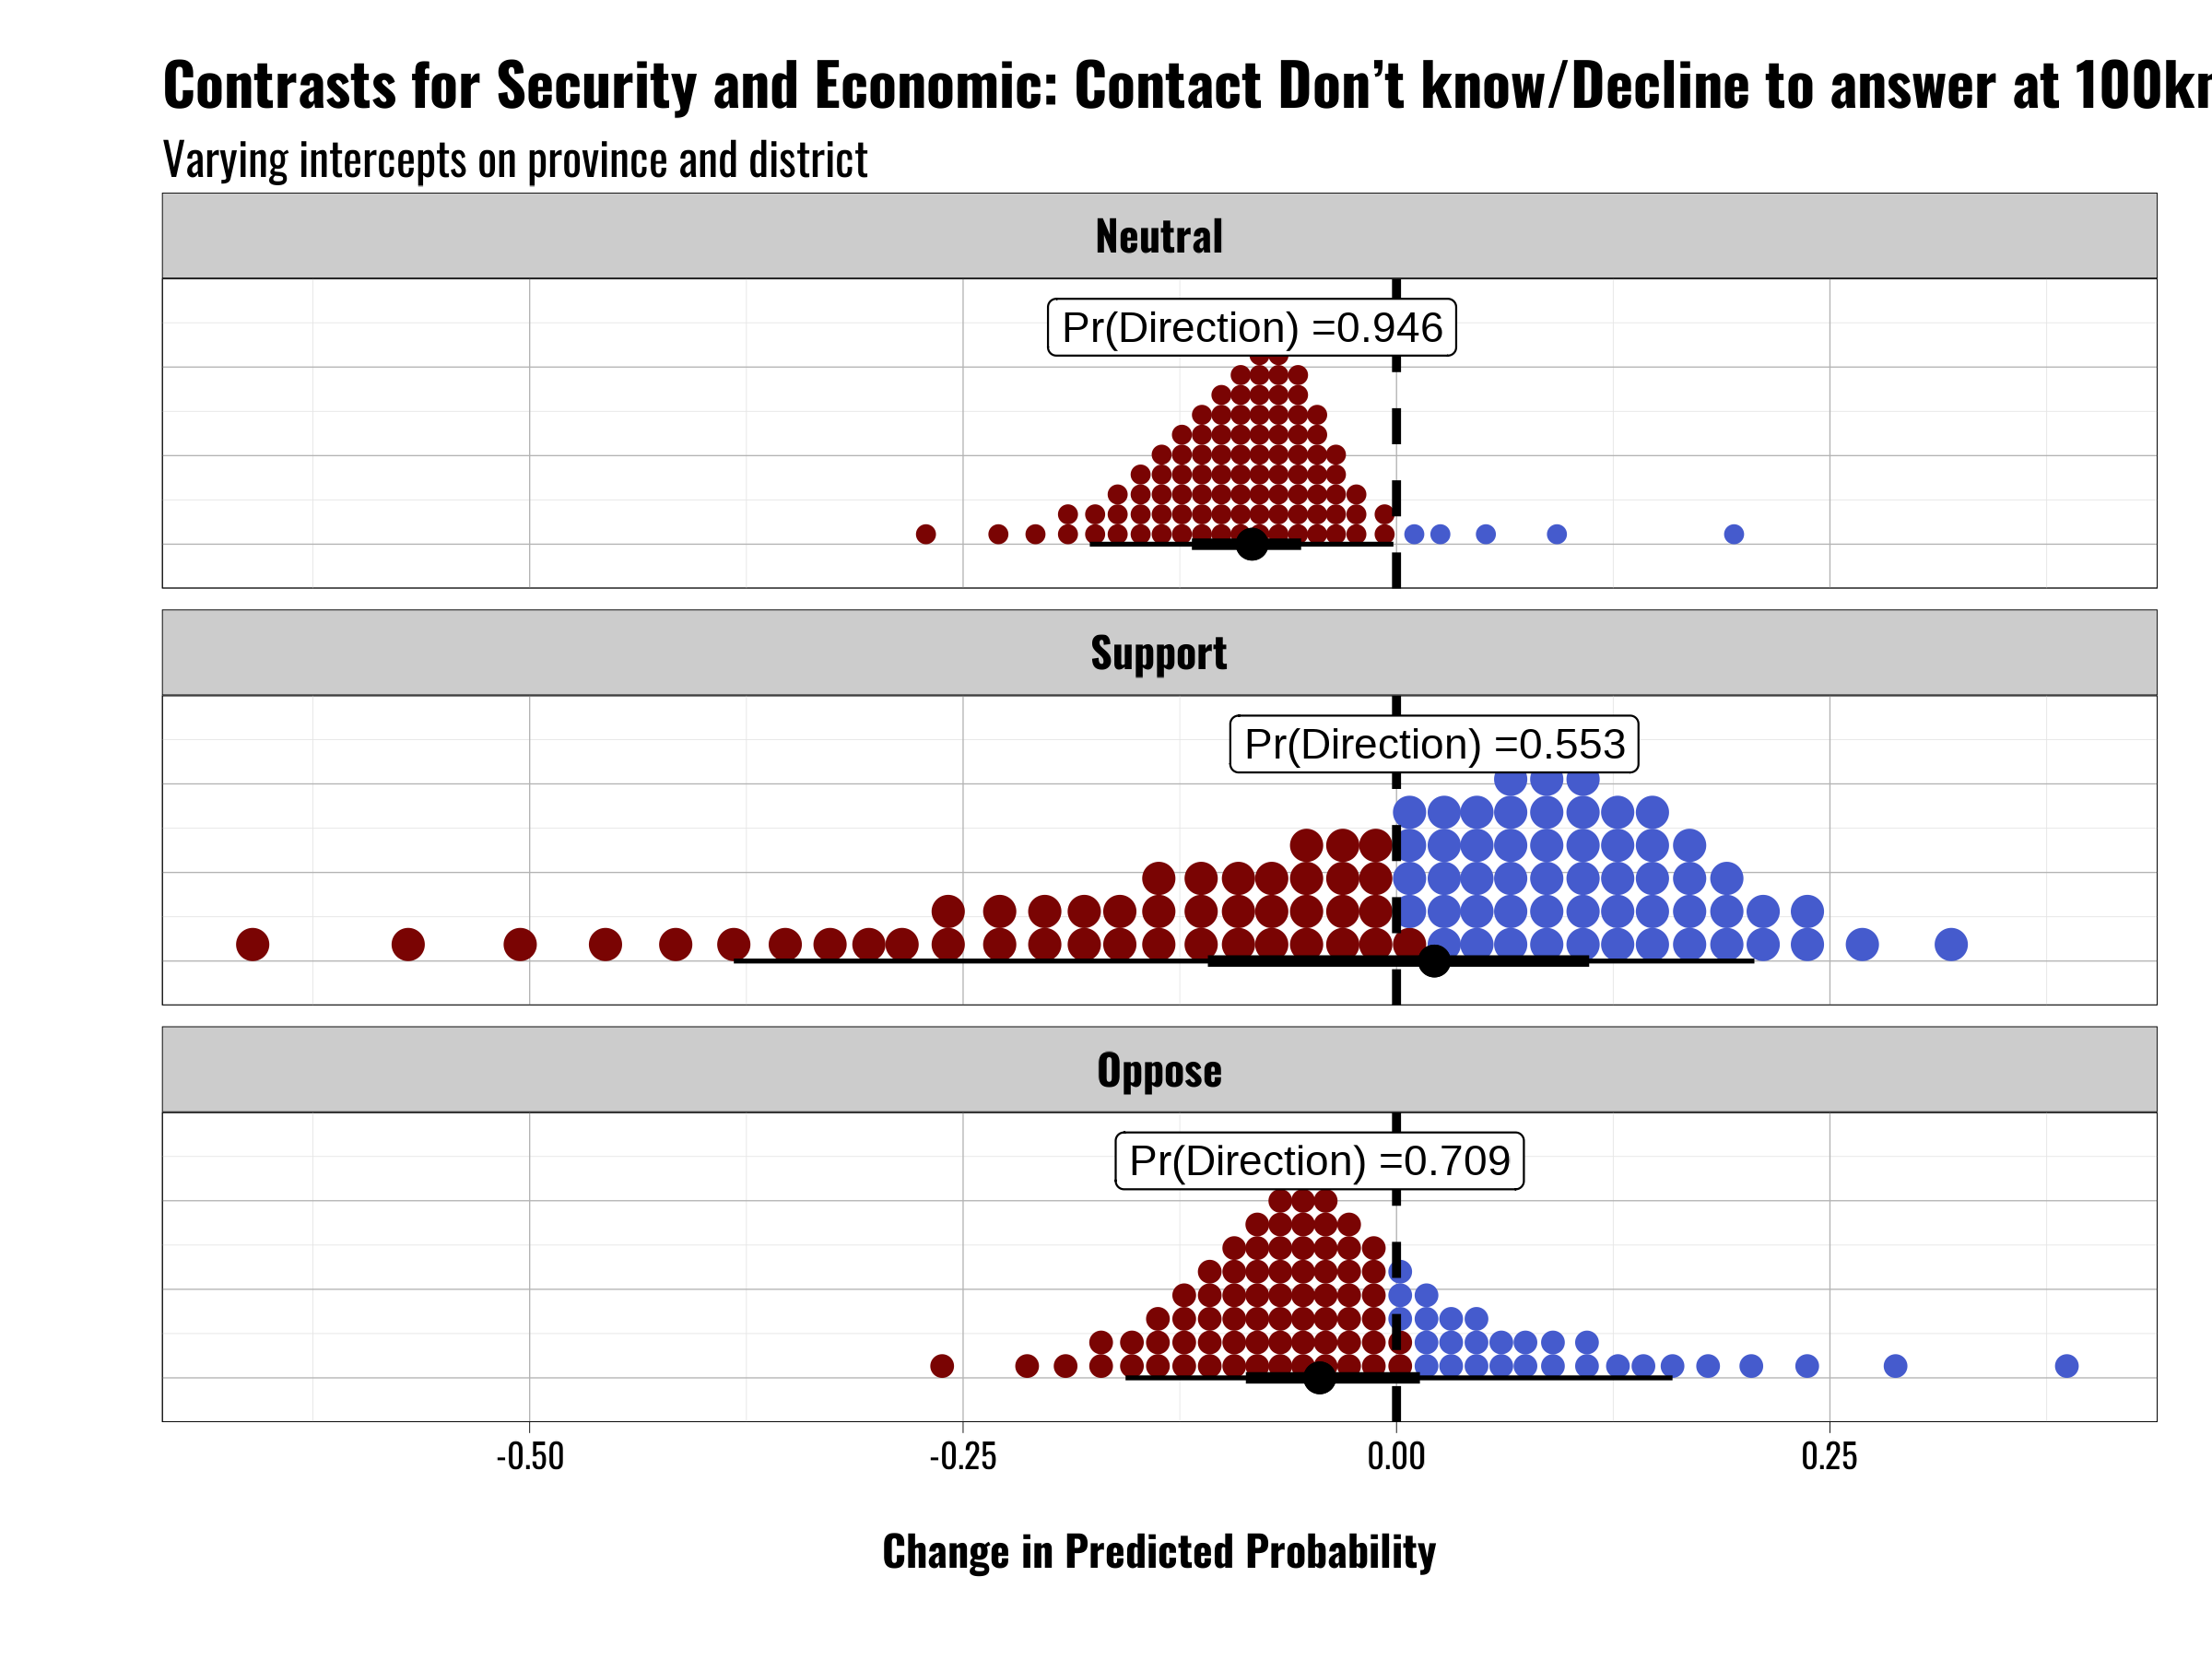 Contrasts for Security and Economic: Contact Don’t know/Decline to answer at 100k
Varying intercepts on province and district
Neutral
Pr(Direction) =0.946
Support
Pr(Direction) =0.553
Oppose
Pr(Direction) =0.709
-0.50 -0.25 0.00 0.25
Change in Predicted Probability